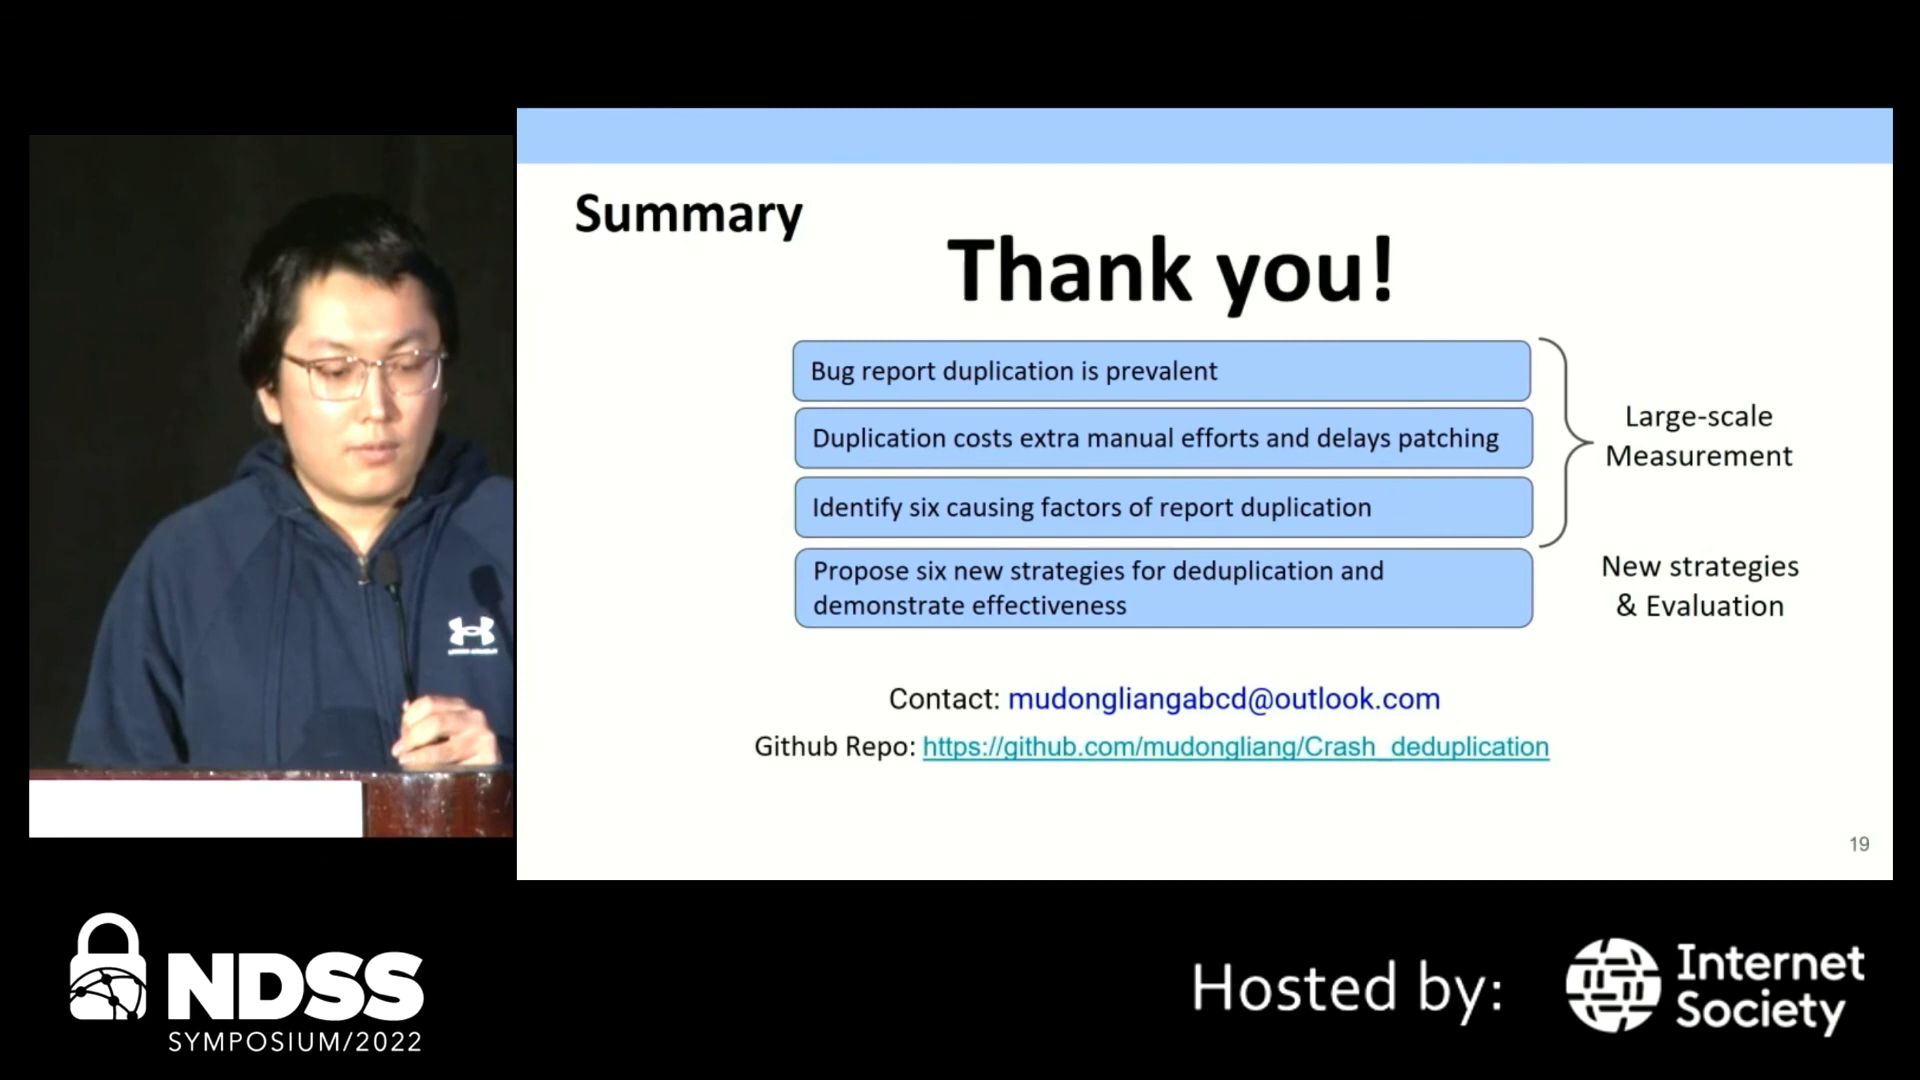 Summary
Thank you!
Bug report duplication is prevalent
Duplication costs extra manual efforts and delays patching
Identify six causing factors of report duplication
Propose six new strategies for deduplication and
demonstrate effectiveness
Large-scale
Measurement
New strategies
& Evaluation
Contact: mudongliangabcd@outlook.com
Github Repo: https://github.com/mudongliang/Crash_deduplication
19
NDSS
SYMPOSIUM/2022
Hosted by:
Internet
Society